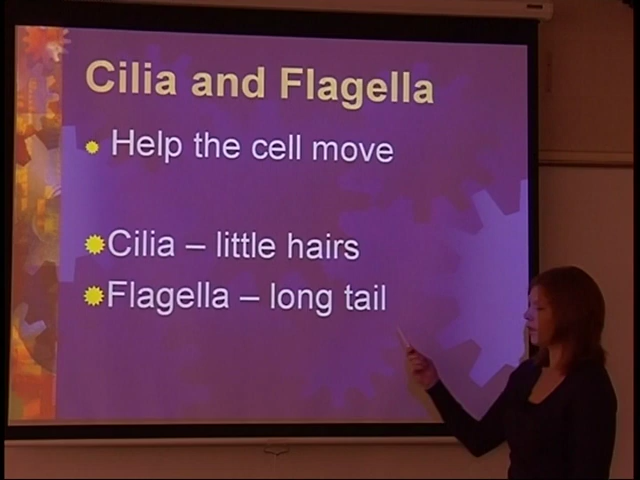 Cilia and Flagella
Help the cell move
Cilia – little hairs
Flagella – long tail